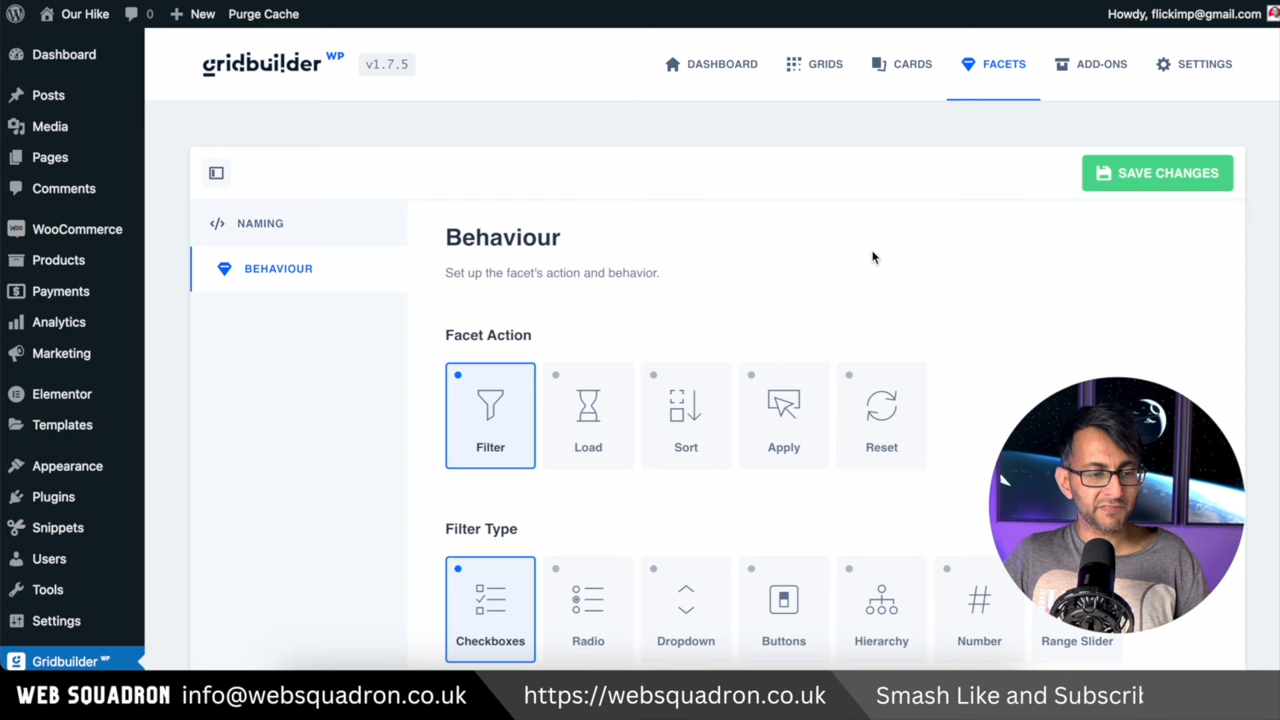 Our Hike
0
New
Purge Cache
Howdy, flickimp@gmail.com
Dashboard
Posts
Media
Pages
Comments
WooCommerce
Products
Payments
Analytics
Marketing
Elementor
Templates
Appearance
Plugins
Snippets
Users
Tools
Settings
Gridbuilder WP
gridbuilder WP
v1.7.5
DASHBOARD
GRIDS
CARDS
FACETS
ADD-ONS
SETTINGS
SAVE CHANGES
NAMING
BEHAVIOUR
Behaviour
Set up the facet's action and behavior.
Facet Action
Filter
Load
Sort
Apply
Reset
Filter Type
Checkboxes
Radio
Dropdown
Buttons
Hierarchy
Number
Range Slider
WEB SQUADRON info@websquadron.co.uk https://websquadron.co.uk Smash Like and Subscrib